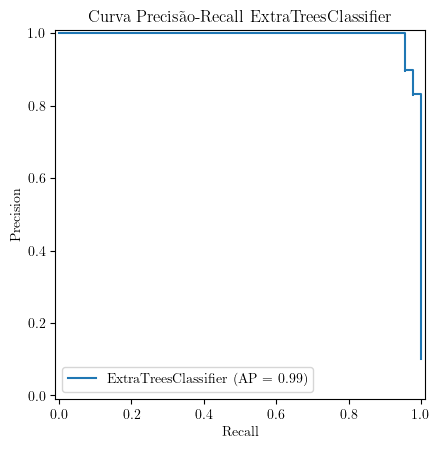 Curva Precisão-Recall ExtraTreesClassifier
1.0
0.8
0.6
0.4
0.2
0.0
Precision
ExtraTreesClassifier (AP = 0.99)
0.0 0.2 0.4 0.6 0.8 1.0
Recall